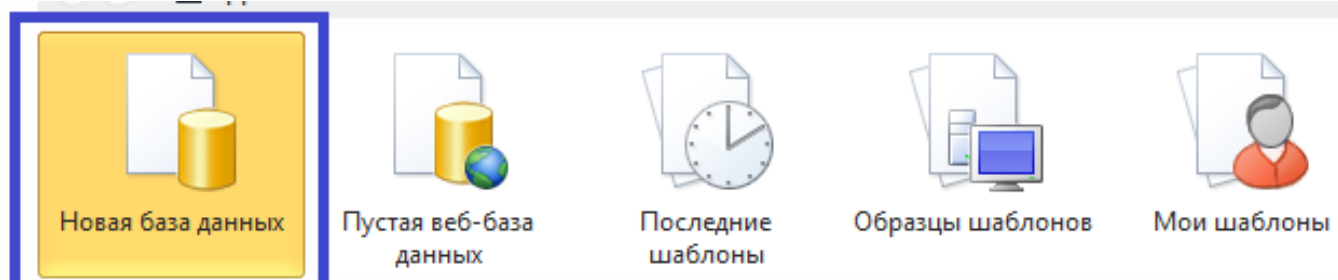 Новая база данных
Пустая веб-база
данных
Последние
шаблоны
Образцы шаблонов
Мои шаблоны